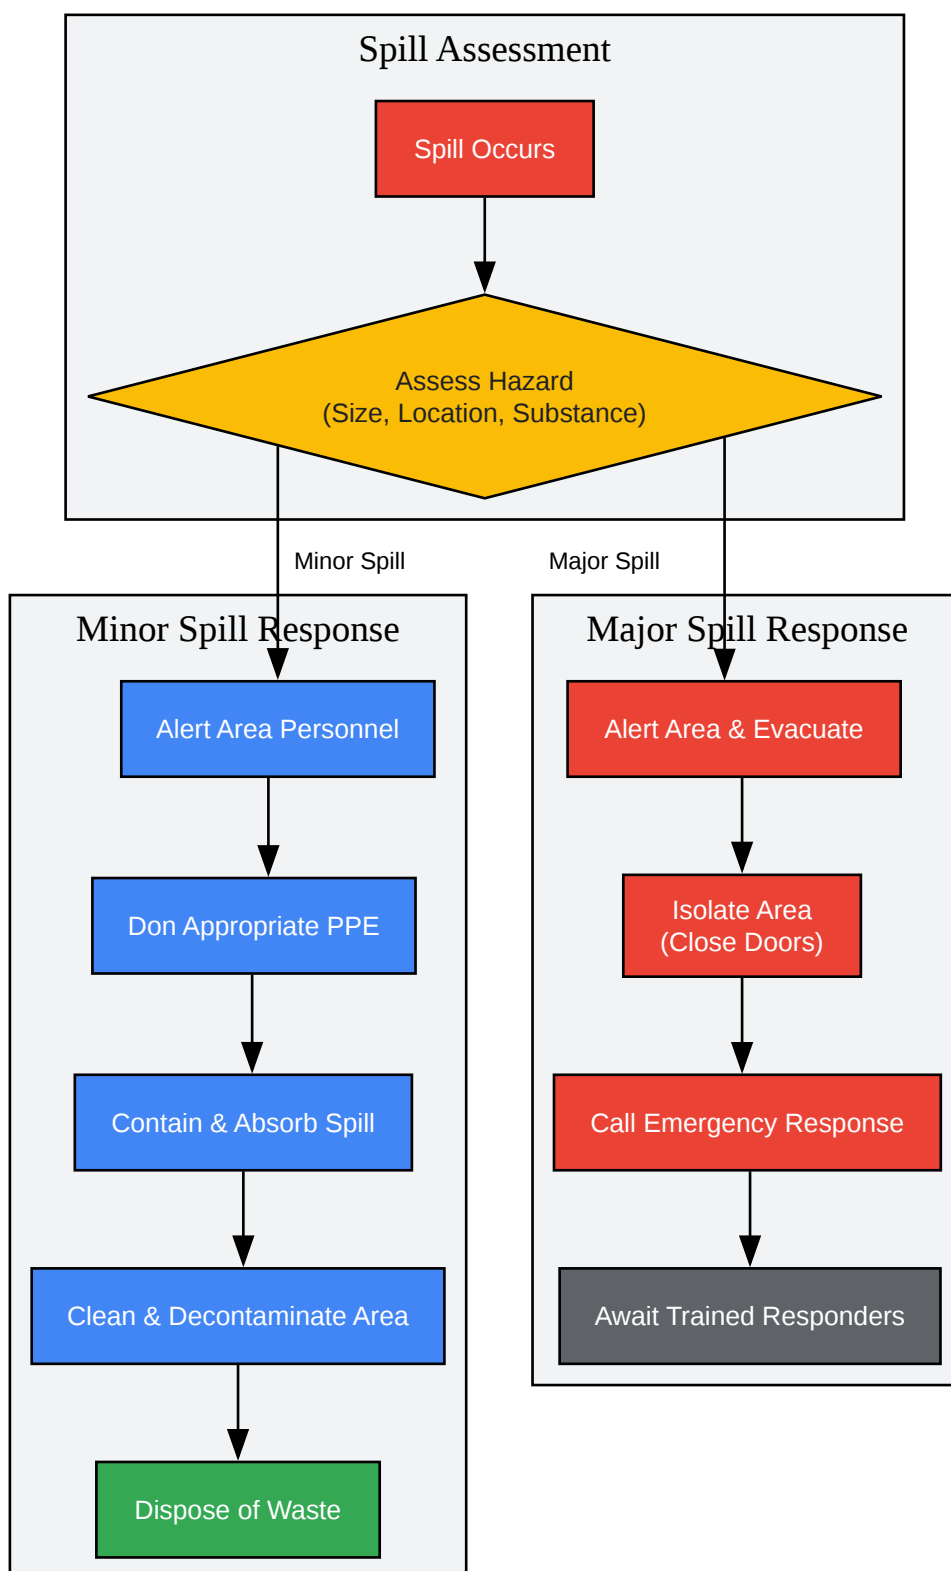 Spill Assessment
Spill Occurs
Assess Hazard
(Size, Location, Substance)
Minor Spill
Major Spill
Minor Spill Response
Alert Area Personnel
Don Appropriate PPE
Contain & Absorb Spill
Clean & Decontaminate Area
Dispose of Waste
Major Spill Response
Alert Area & Evacuate
Isolate Area
(Close Doors)
Call Emergency Response
Await Trained Responders